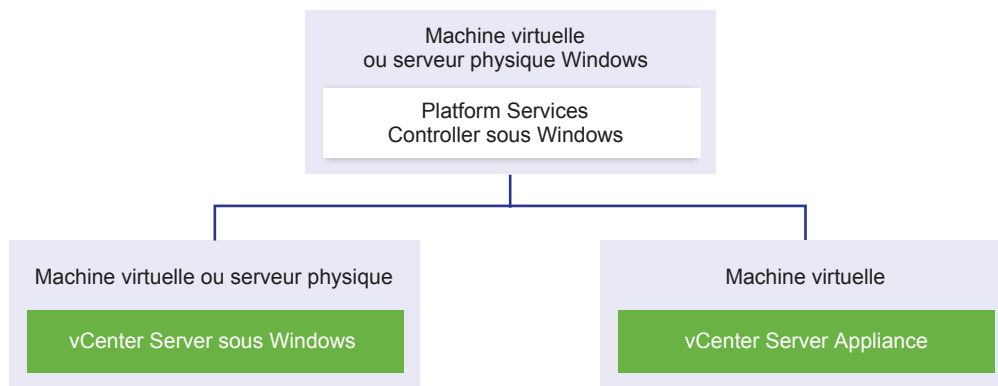 Machine virtuelle
ou serveur physique Windows
Platform Services
Controller sous Windows
Machine virtuelle ou serveur physique
vCenter Server sous Windows
Machine virtuelle
vCenter Server Appliance